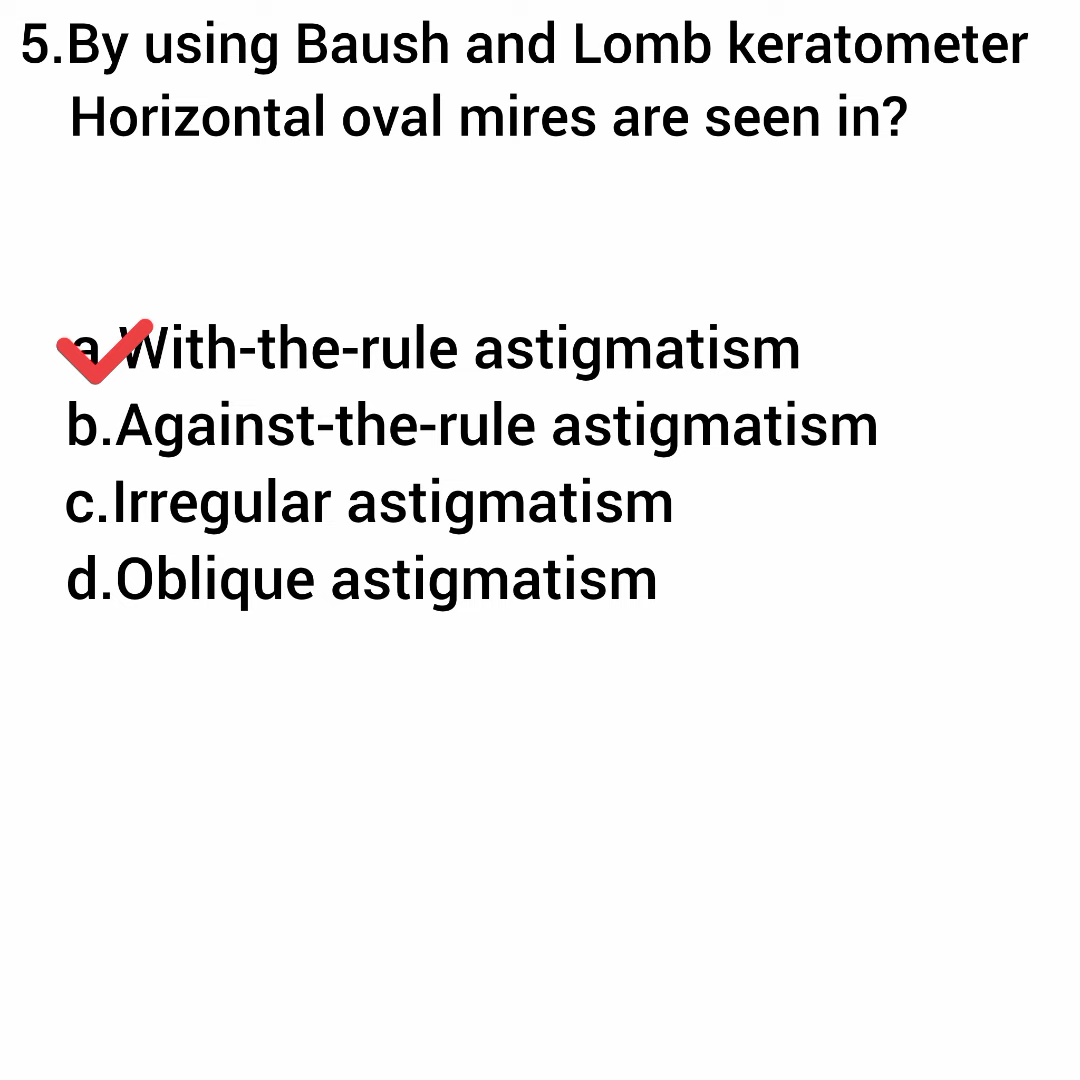 5.By using Baush and Lomb keratometer
Horizontal oval mires are seen in?
a.With-the-rule astigmatism
b.Against-the-rule astigmatism
c.Irregular astigmatism
d.Oblique astigmatism